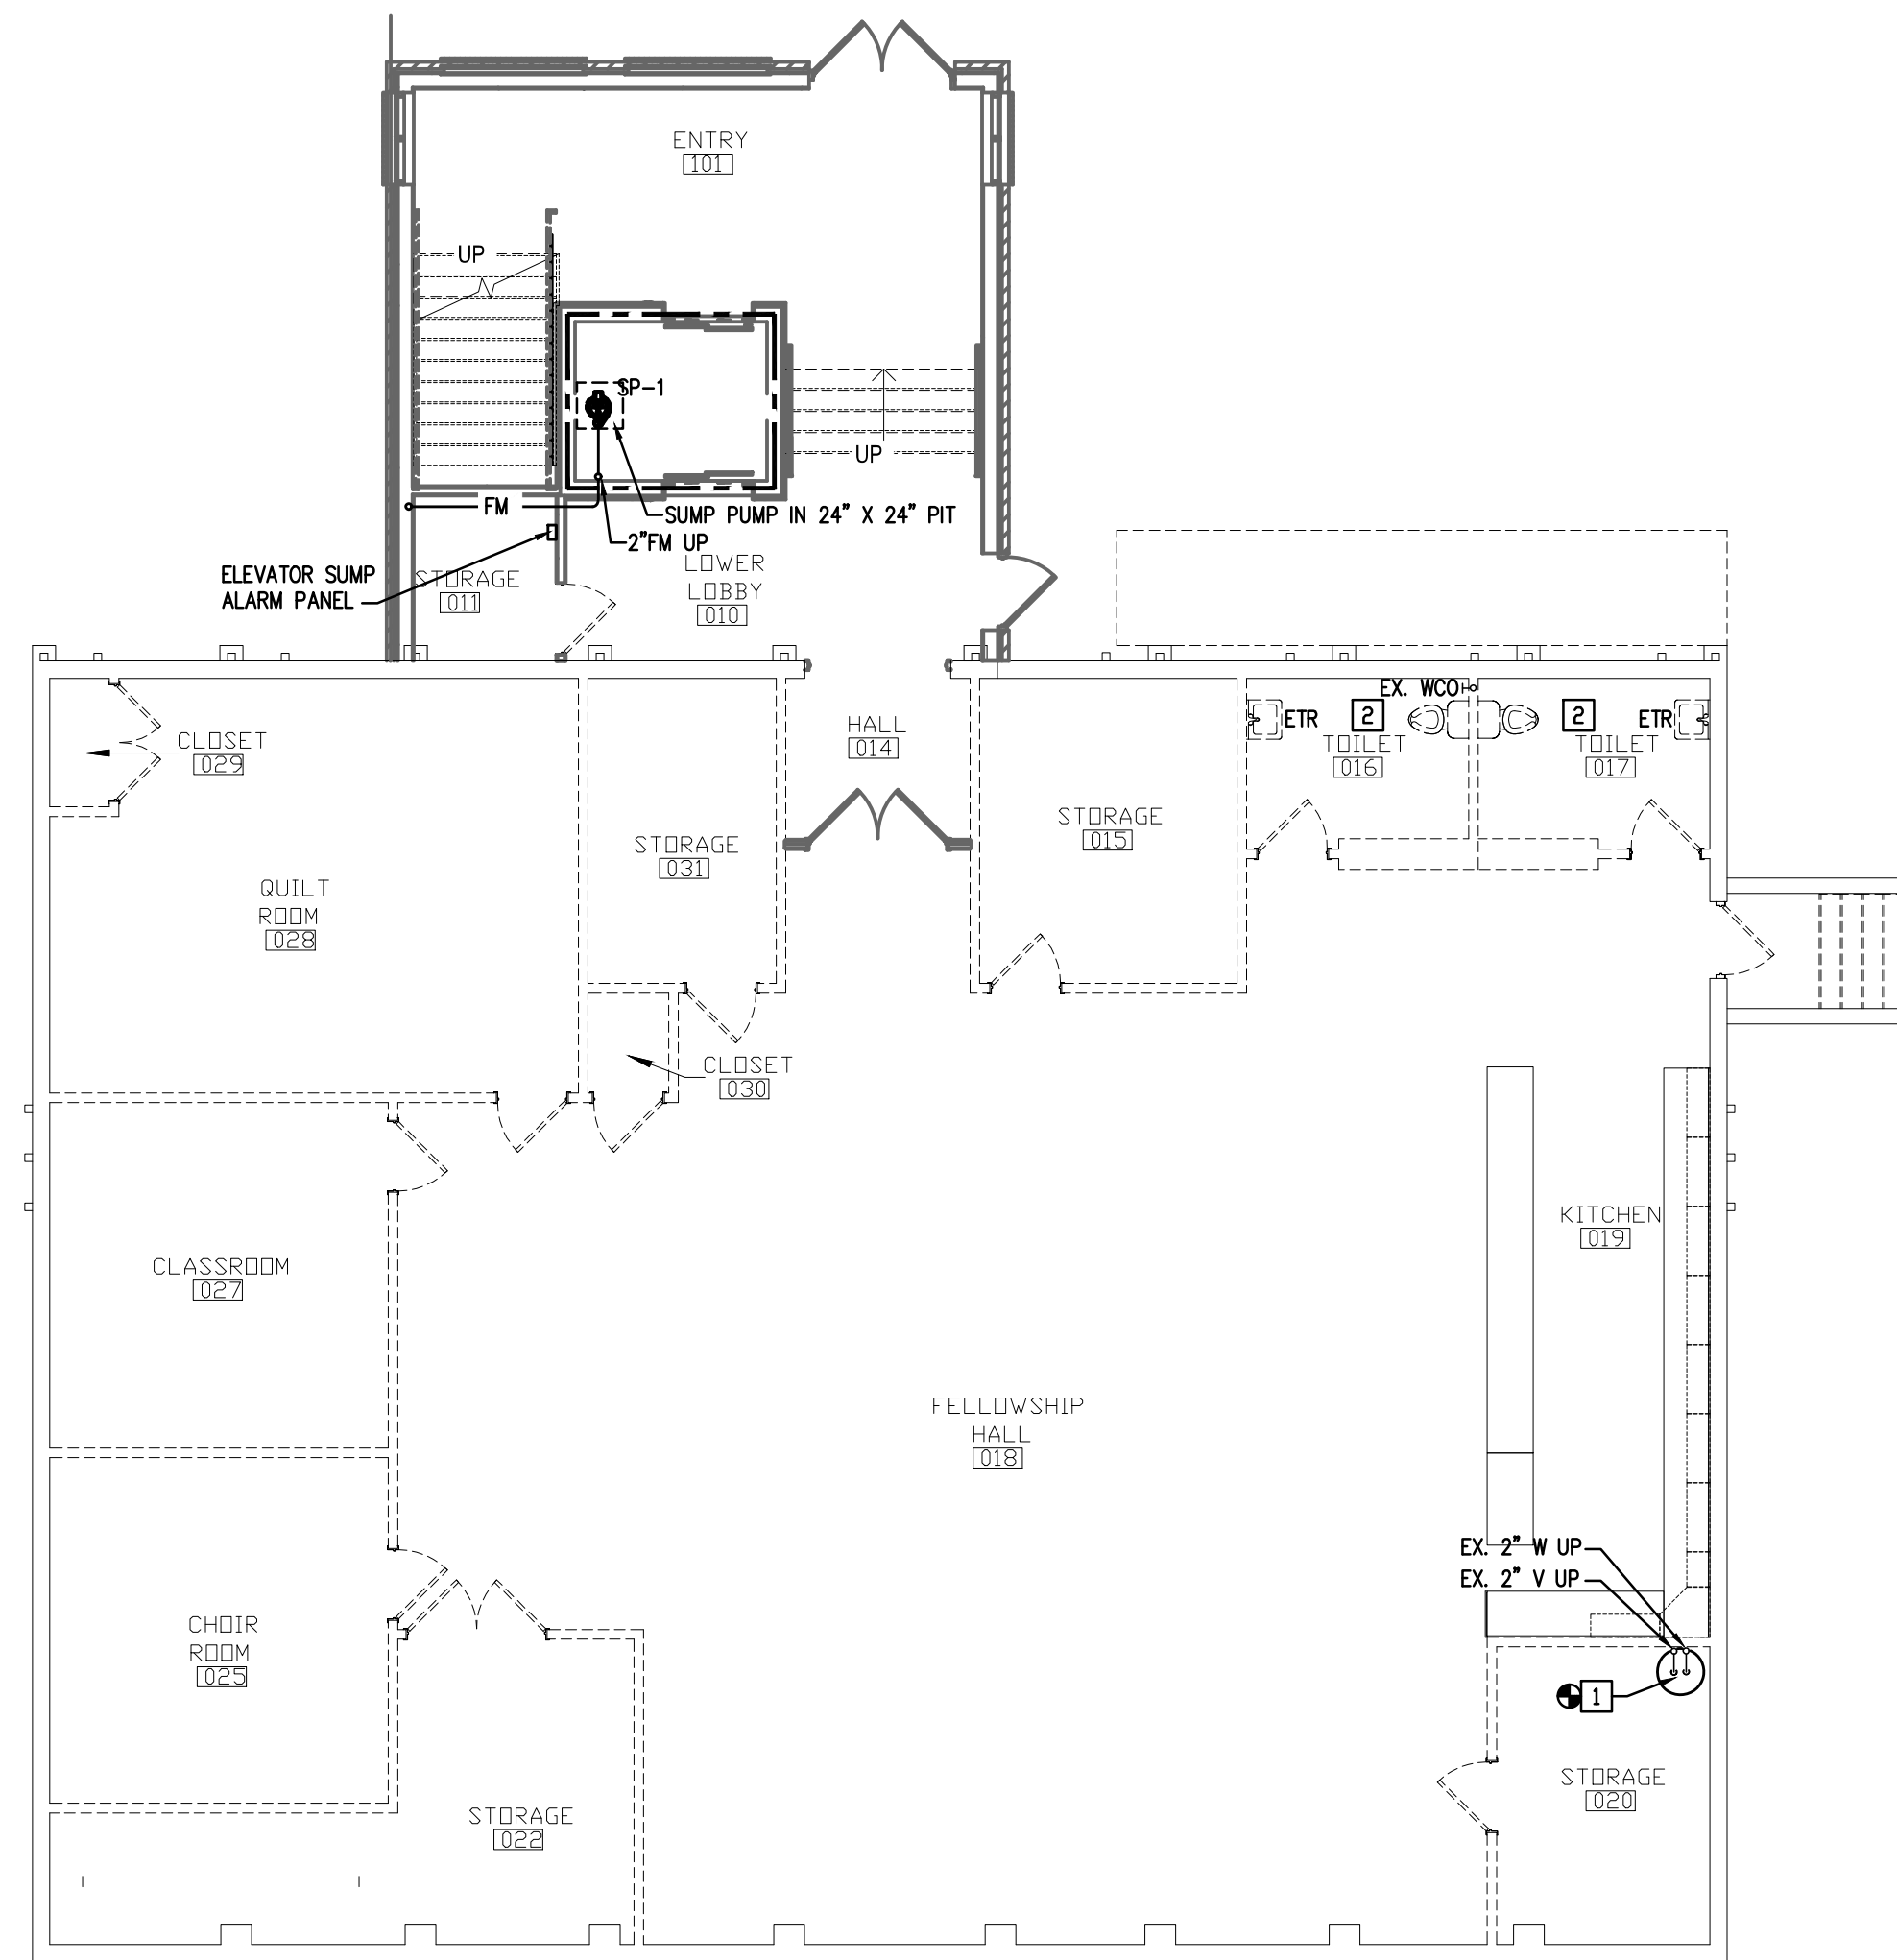 ENTRY
101
UP
SP-1
UP
FM
SUMP PUMP IN 24" X 24" PIT
2"FM UP
ELEVATOR SUMP
ALARM PANEL
STORAGE
011
LOWER
LOBBY
010
CLOSET
029
HALL
014
EX. WCO
ETR
2
TOILET
016
2
ETR
TOILET
017
STORAGE
031
STORAGE
015
QUILT
ROOM
028
CLOSET
030
KITCHEN
019
CLASSROOM
027
FELLOWSHIP
HALL
018
EX. 2" W UP
EX. 2" V UP
CHOIR
ROOM
025
1
STORAGE
020
STORAGE
022